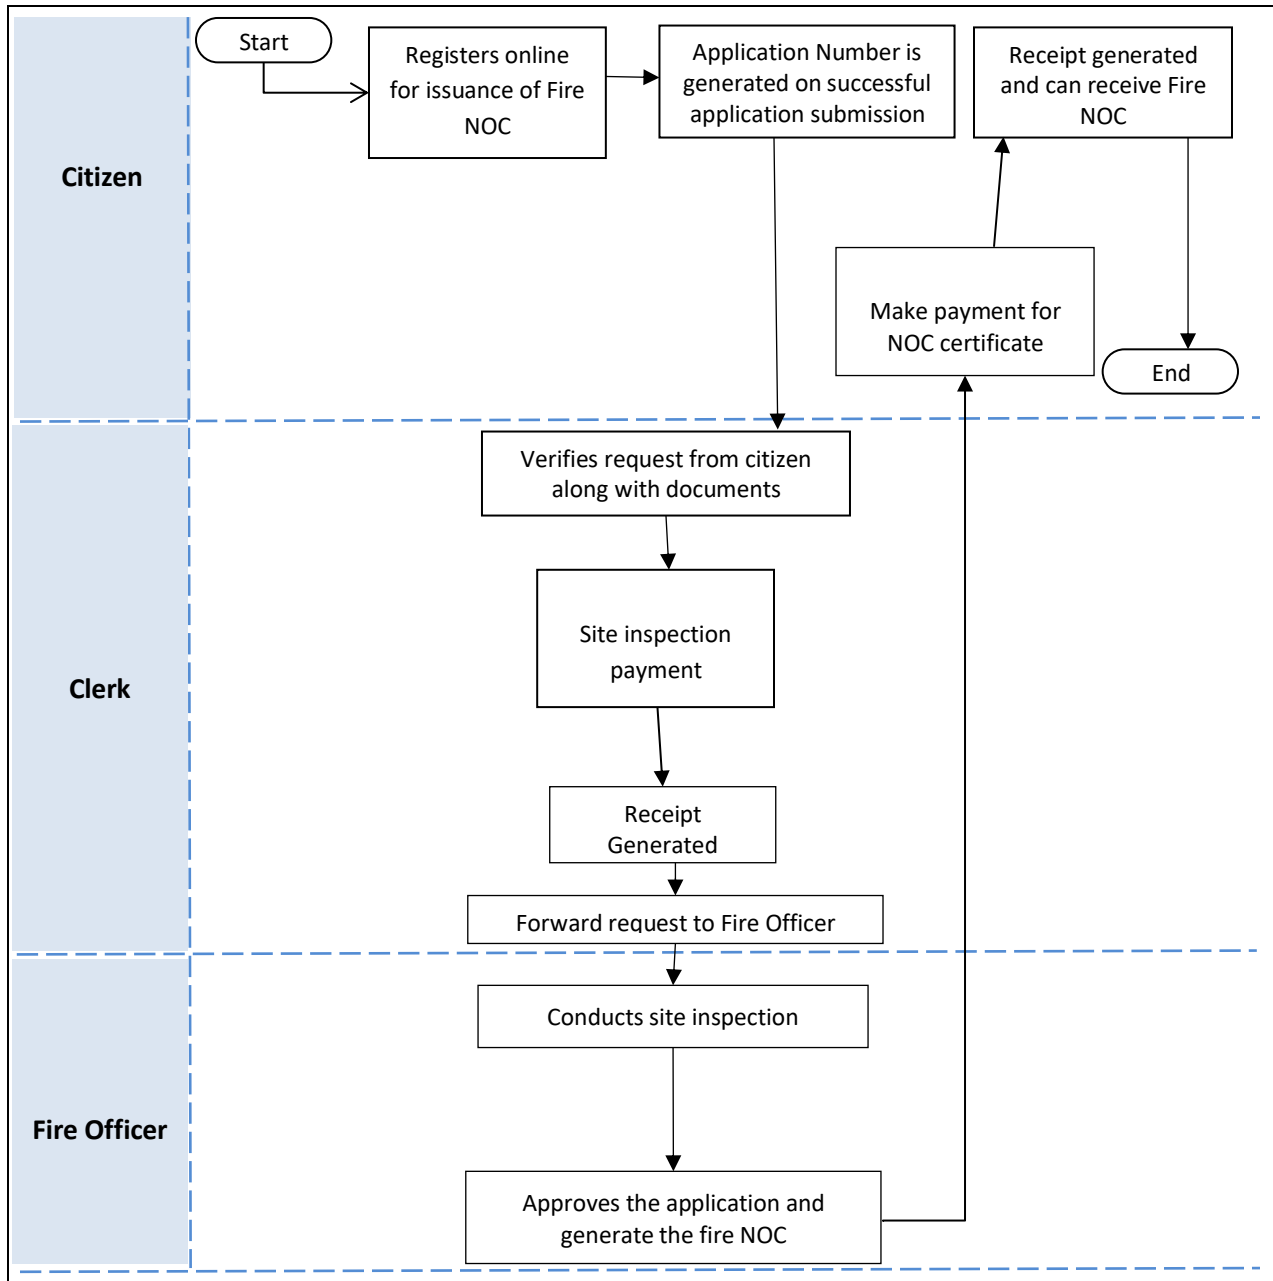 Citizen
Start
Registers online
for issuance of Fire
NOC
Application Number is
generated on successful
application submission
Receipt generated
and can receive Fire
NOC
Make payment for
NOC certificate
End
Clerk
Verifies request from citizen
along with documents
Site inspection
payment
Receipt
Generated
Forward request to Fire Officer
Fire Officer
Conducts site inspection
Approves the application and
generate the fire NOC